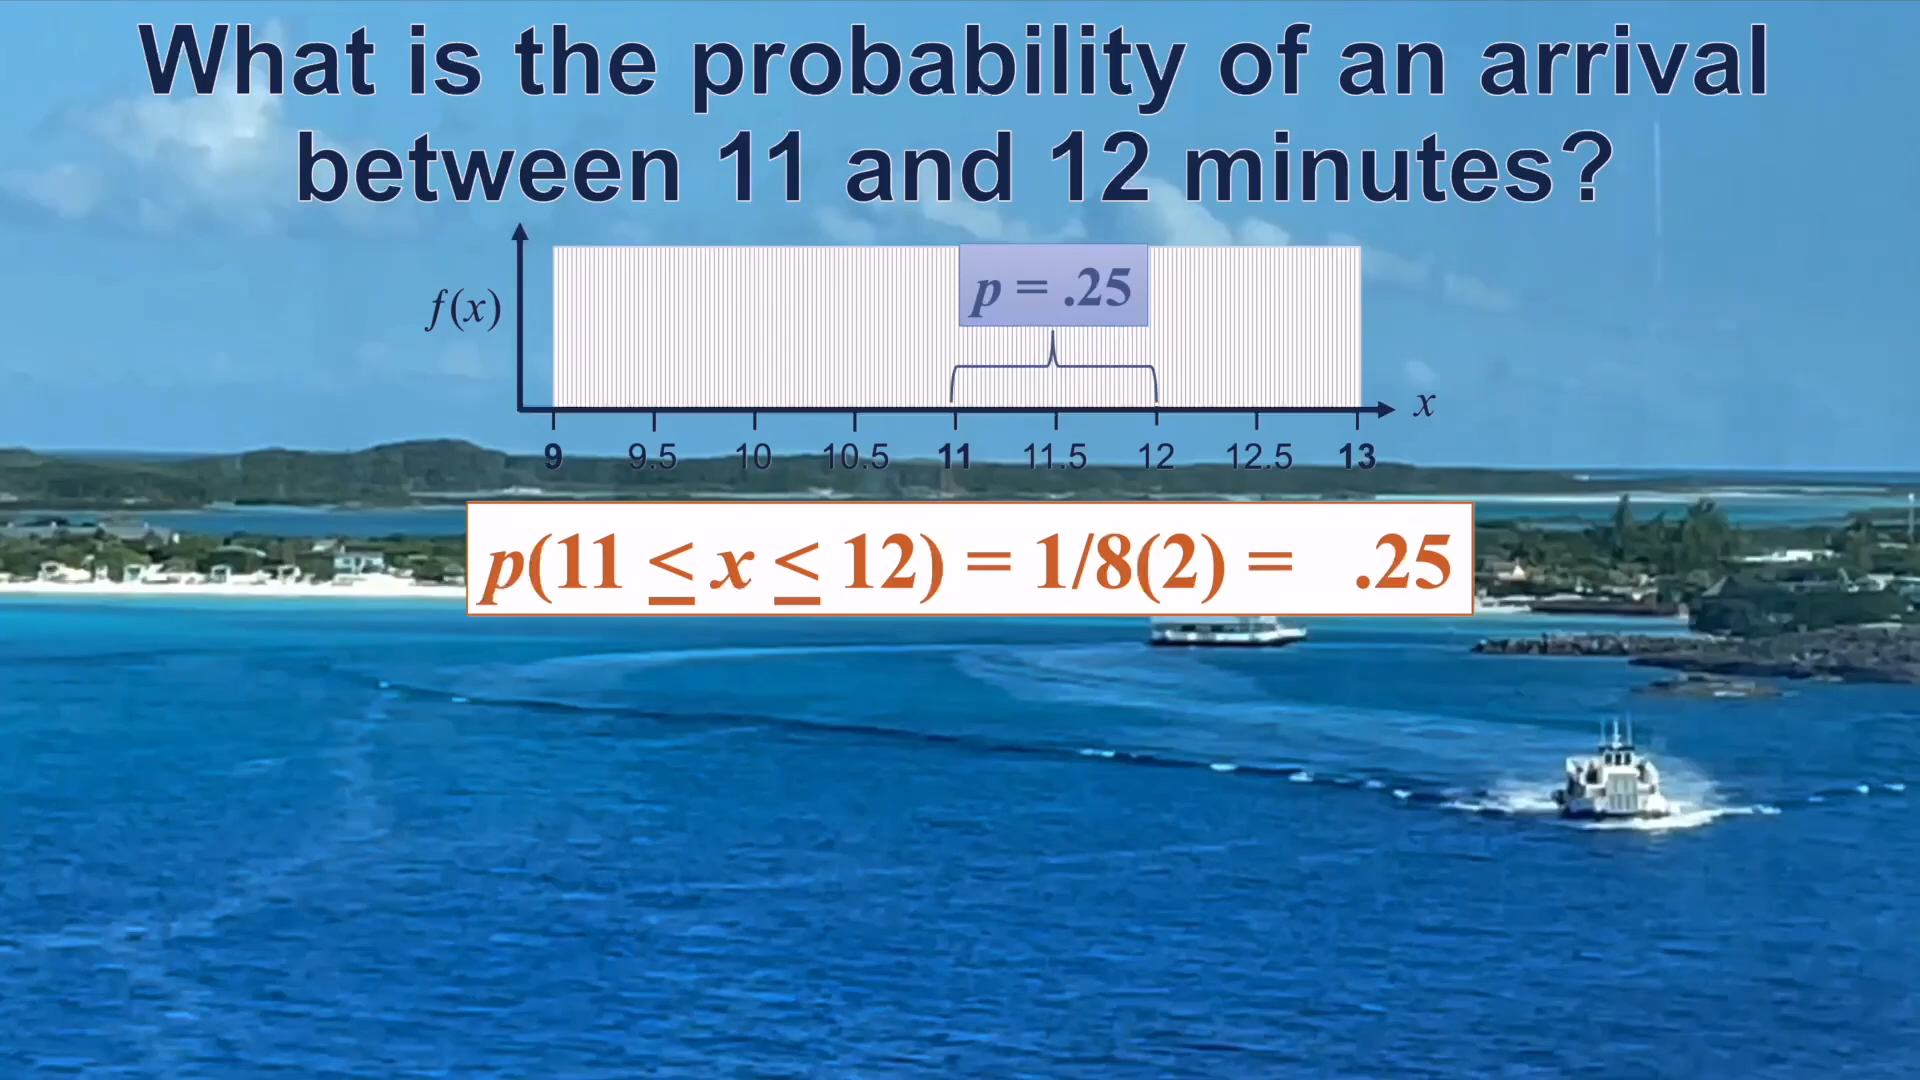 What is the probability of an arrival
between 11 and 12 minutes?
f(x)
p = .25
x
9 9.5 10 10.5 11 11.5 12 12.5 13
p(11 ≤ x ≤ 12) = 1/8(2) = .25